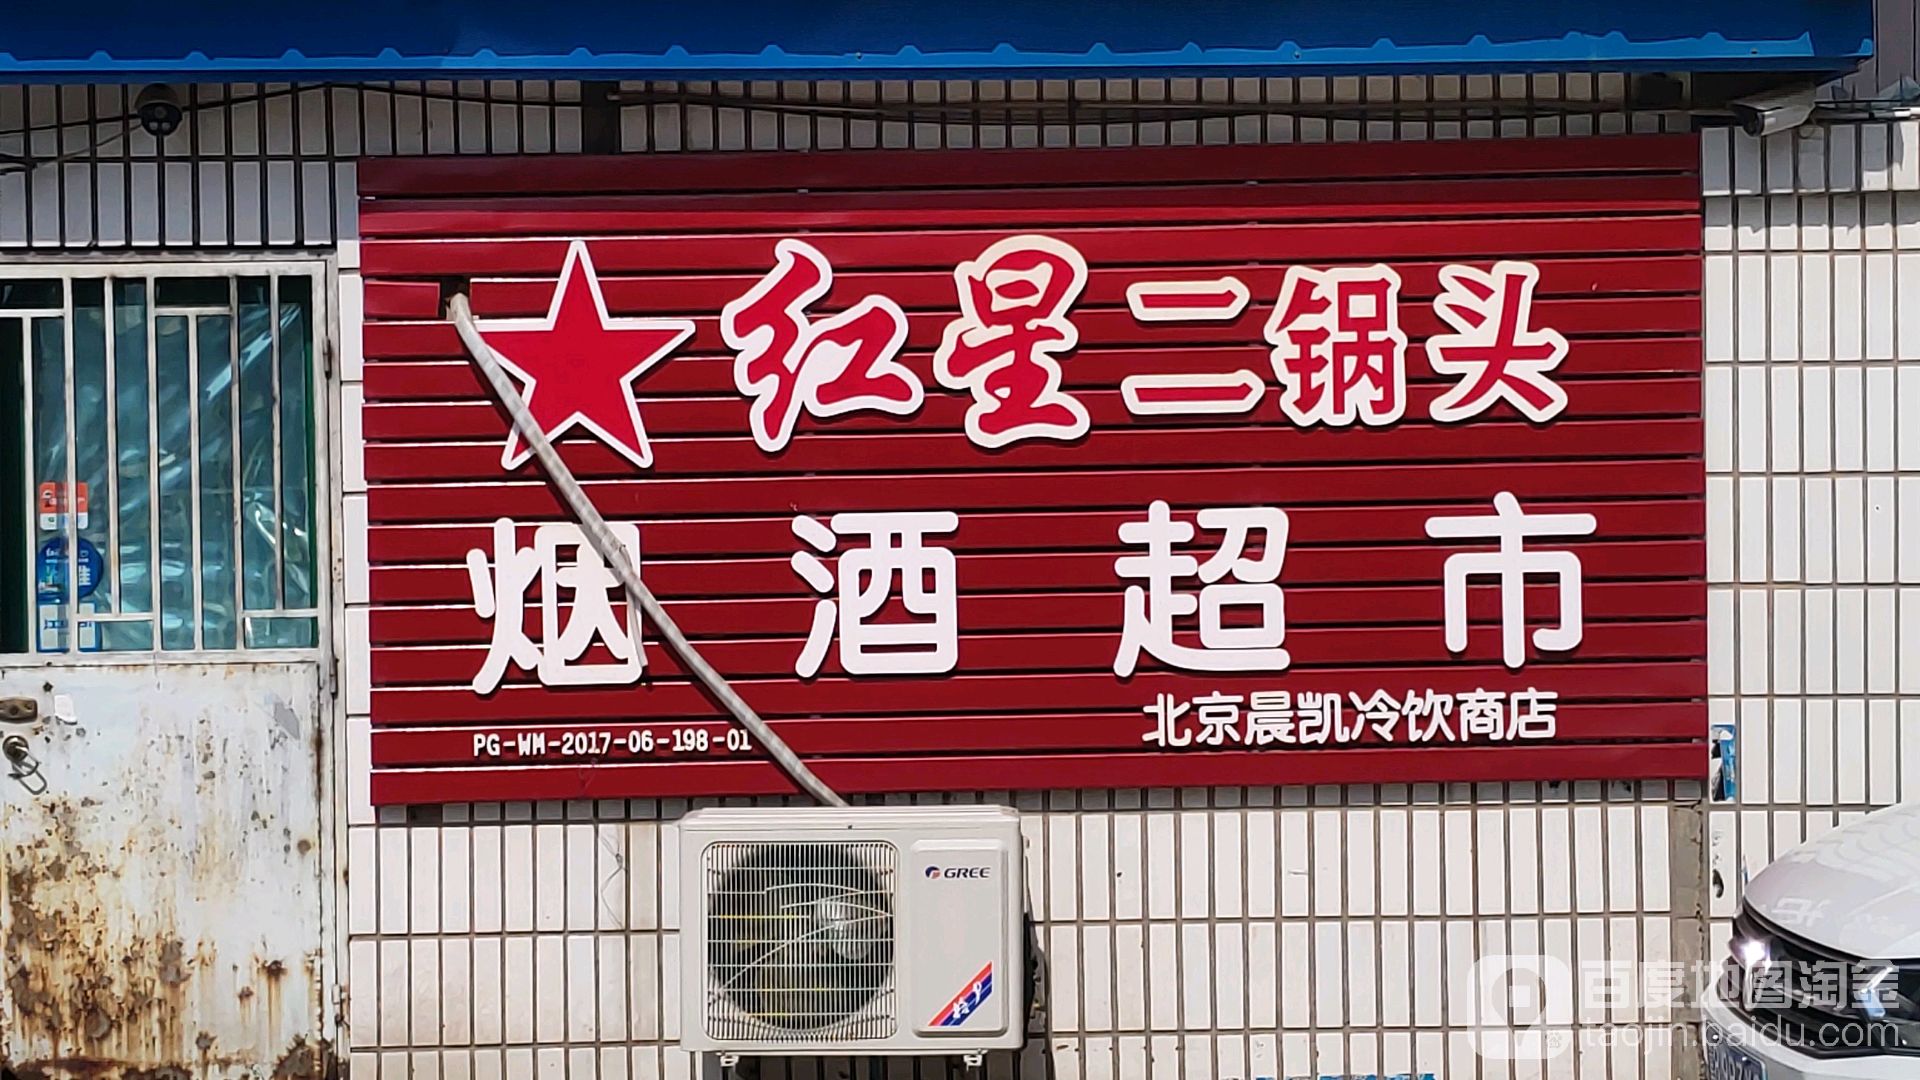 红星二锅头
烟酒超市
北京晨凯冷饮商店
PG-WM-2017-06-198-01
GREE
百度地图淘金
taojin.baidu.com